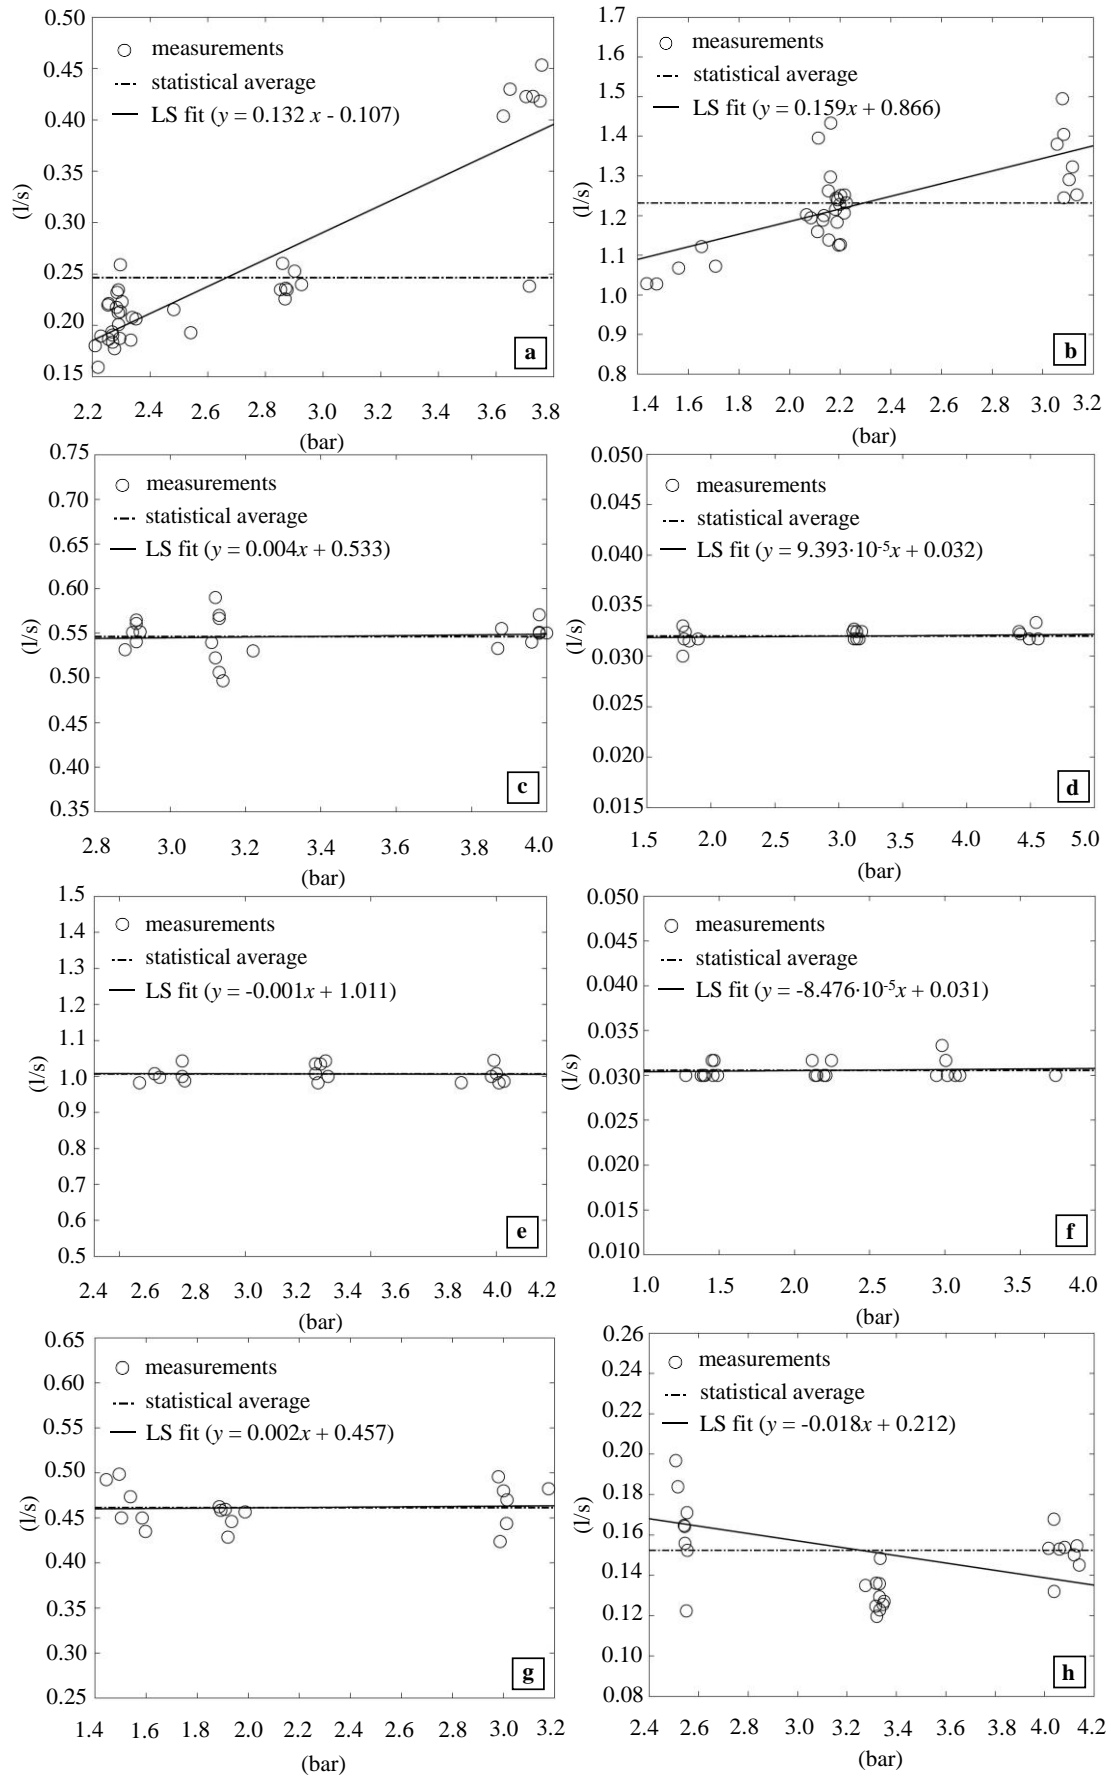 0.50
0.45
0.40
0.35
0.30
0.25
0.20
0.15
(l/s)
measurements
statistical average
LS fit (y = 0.132 x - 0.107)
a
2.2 2.4 2.6 2.8 3.0 3.2 3.4 3.6 3.8
(bar)
1.7
1.6
1.5
1.4
1.3
1.2
1.1
1.0
0.9
0.8
(l/s)
measurements
statistical average
LS fit (y = 0.159x + 0.866)
b
1.4 1.6 1.8 2.0 2.2 2.4 2.6 2.8 3.0 3.2
(bar)
0.75
0.70
0.65
0.60
0.55
0.50
0.45
0.40
0.35
(l/s)
measurements
statistical average
LS fit (y = 0.004x + 0.533)
c
2.8 3.0 3.2 3.4 3.6 3.8 4.0
(bar)
0.050
0.045
0.040
0.035
0.030
0.025
0.020
0.015
(l/s)
measurements
statistical average
LS fit (y = 9.393·10⁻⁵x + 0.032)
d
1.5 2.0 2.5 3.0 3.5 4.0 4.5 5.0
(bar)
1.5
1.4
1.3
1.2
1.1
1.0
0.9
0.8
0.7
0.6
0.5
(l/s)
measurements
statistical average
LS fit (y = -0.001x + 1.011)
e
2.4 2.6 2.8 3.0 3.2 3.4 3.6 3.8 4.0 4.2
(bar)
0.050
0.045
0.040
0.035
0.030
0.025
0.020
0.015
0.010
(l/s)
measurements
statistical average
LS fit (y = -8.476·10⁻⁵x + 0.031)
f
1.0 1.5 2.0 2.5 3.0 3.5 4.0
(bar)
0.65
0.60
0.55
0.50
0.45
0.40
0.35
0.30
0.25
(l/s)
measurements
statistical average
LS fit (y = 0.002x + 0.457)
g
1.4 1.6 1.8 2.0 2.2 2.4 2.6 2.8 3.0 3.2
(bar)
0.26
0.24
0.22
0.20
0.18
0.16
0.14
0.12
0.10
0.08
(l/s)
measurements
statistical average
LS fit (y = -0.018x + 0.212)
h
2.4 2.6 2.8 3.0 3.2 3.4 3.6 3.8 4.0 4.2
(bar)